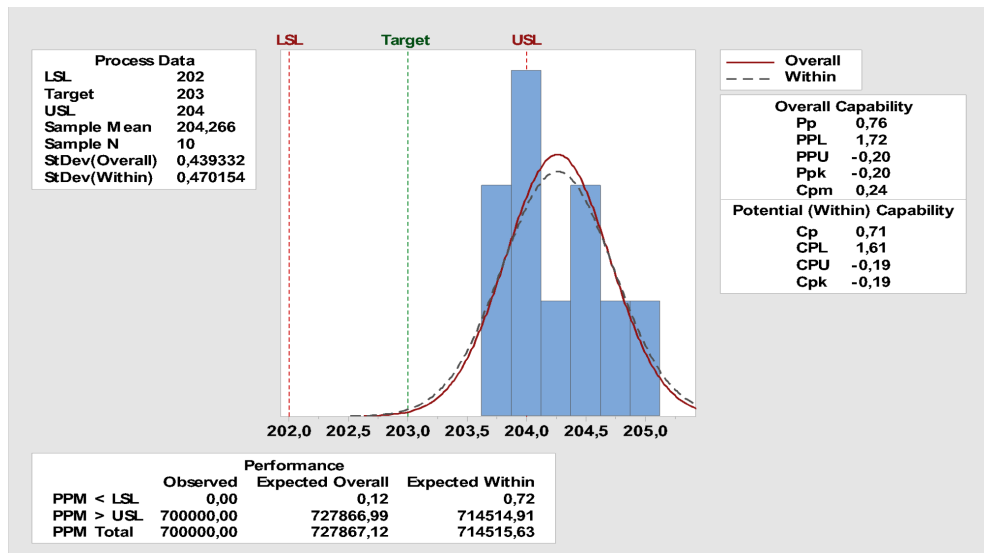 LSL Target USL
Process Data
LSL 202
Target 203
USL 204
Sample Mean 204,266
Sample N 10
StDev(Overall) 0,439332
StDev(Within) 0,470154
Overall
Within
Overall Capability
Pp 0,76
PPL 1,72
PPU -0,20
Ppk -0,20
Cpm 0,24
Potential (Within) Capability
Cp 0,71
CPL 1,61
CPU -0,19
Cpk -0,19
202,0 202,5 203,0 203,5 204,0 204,5 205,0
Performance
Observed Expected Overall Expected Within
PPM < LSL 0,00 0,12 0,72
PPM > USL 700000,00 727866,99 714514,91
PPM Total 700000,00 727867,12 714515,63